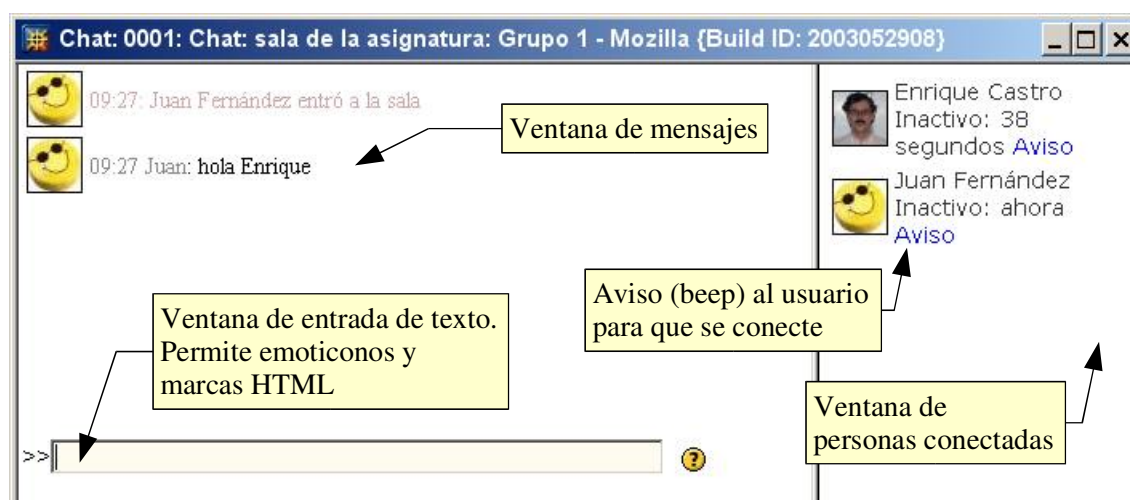 Chat: 0001: Chat: sala de la asignatura: Grupo 1 - Mozilla {Build ID: 2003052908}
09:27: Juan Fernández entró a la sala
09:27 Juan: hola Enrique
Ventana de mensajes
Enrique Castro
Inactivo: 38
segundos Aviso
Juan Fernández
Inactivo: ahora
Aviso
Aviso (beep) al usuario
para que se conecte
Ventana de entrada de texto.
Permite emoticonos y
marcas HTML
Ventana de
personas conectadas
>>
?